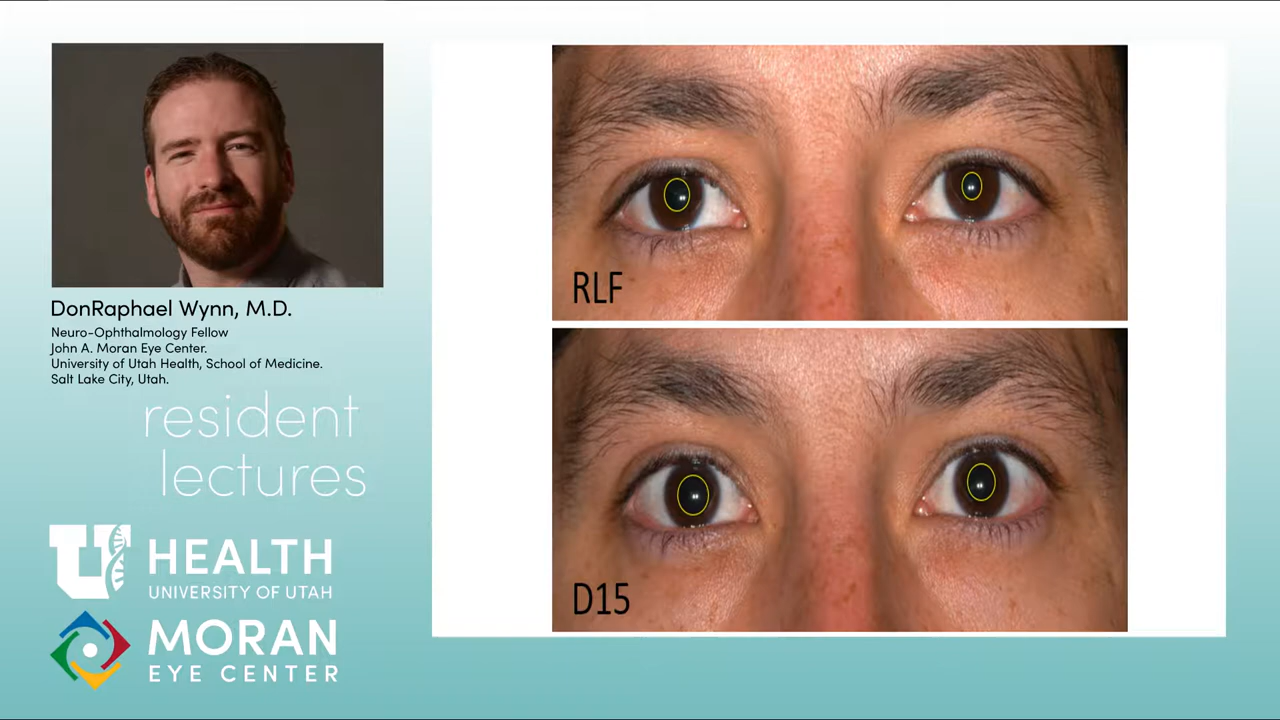 DonRaphael Wynn, M.D.
Neuro-Ophthalmology Fellow
John A. Moran Eye Center.
University of Utah Health, School of Medicine.
Salt Lake City, Utah.
resident
lectures
U HEALTH
UNIVERSITY OF UTAH
MORAN
EYE CENTER
RLF
D15